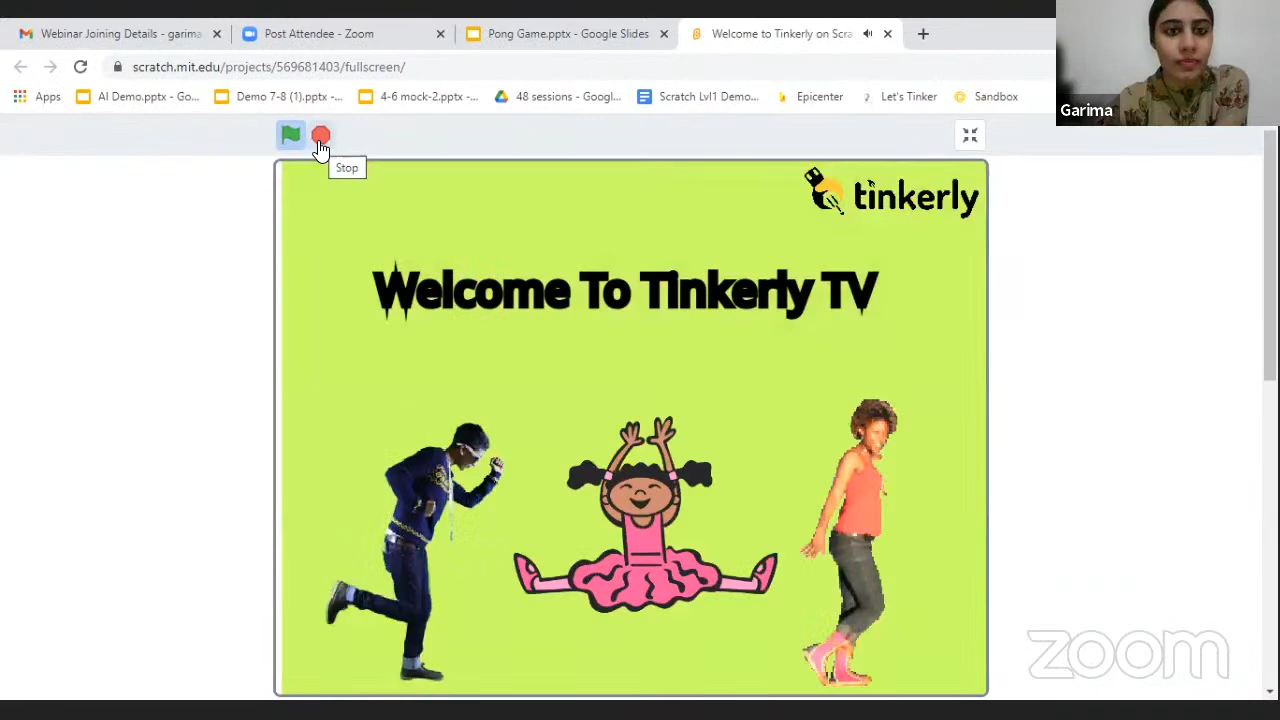 Webinar Joining Details - garima
Post Attendee - Zoom
Pong Game.pptx - Google Slides
Welcome to Tinkerly on Scra
scratch.mit.edu/projects/569681403/fullscreen/
Apps
AI Demo.pptx - Go...
Demo 7-8 (1).pptx -...
4-6 mock-2.pptx -...
48 sessions - Googl...
Scratch Lvl1 Demo...
Epicenter
Let's Tinker
Sandbox
Garima
Stop
tinkerly
Welcome To Tinkerly TV
zoom